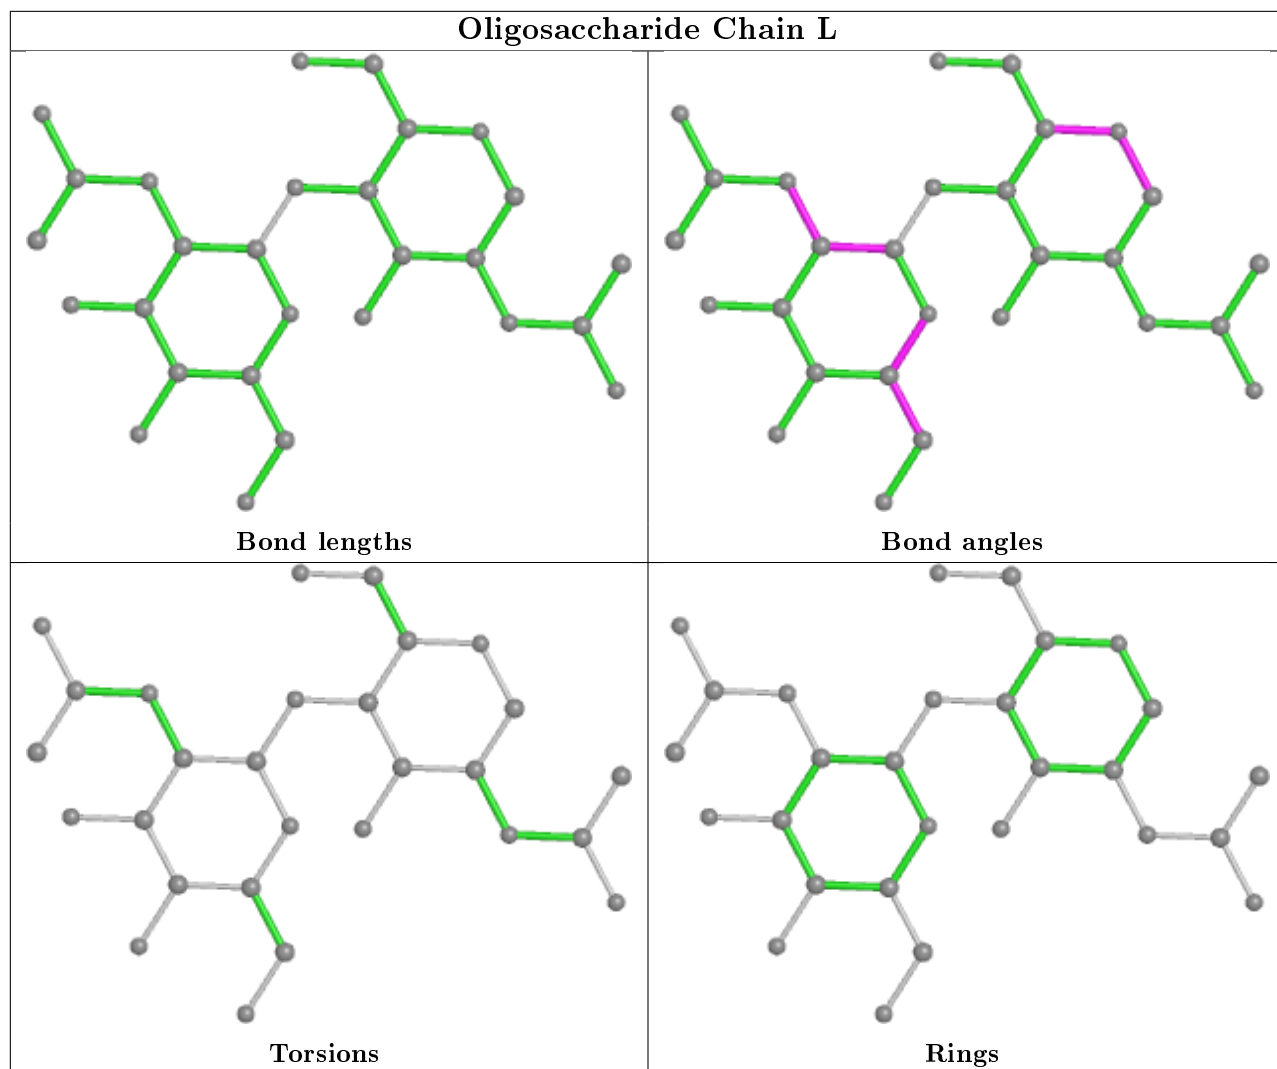 Oligosaccharide Chain L
Bond lengths
Bond angles
Torsions
Rings